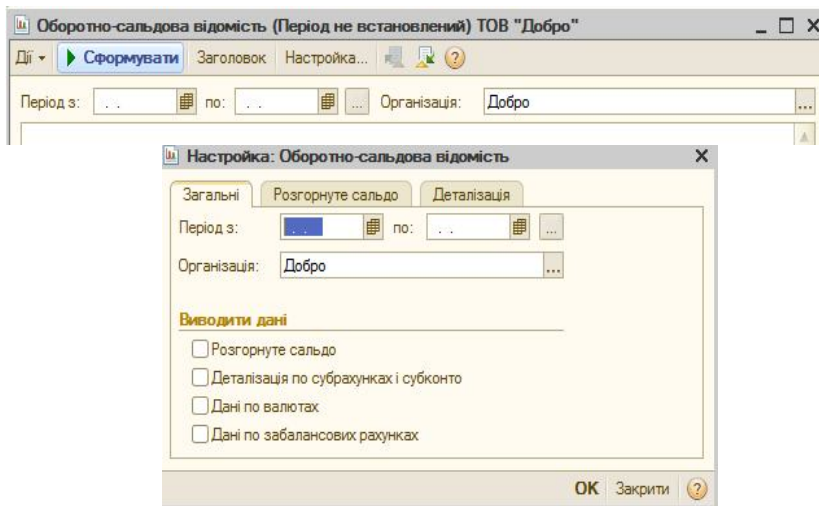 Оборотно-сальдова відомість (Період не встановлений) ТОВ "Добро"
Дії Сформувати Заголовок Настройка...
Період з: . . по: . . ... Організація: Добро ...
Настройка: Оборотно-сальдова відомість
Загальні Розгорнуте сальдо Деталізація
Період з: . . по: . . ...
Організація: Добро ...
Виводити дані
Розгорнуте сальдо
Деталізація по субрахунках і субконто
Дані по валютах
Дані по забалансових рахунках
OK Закрити